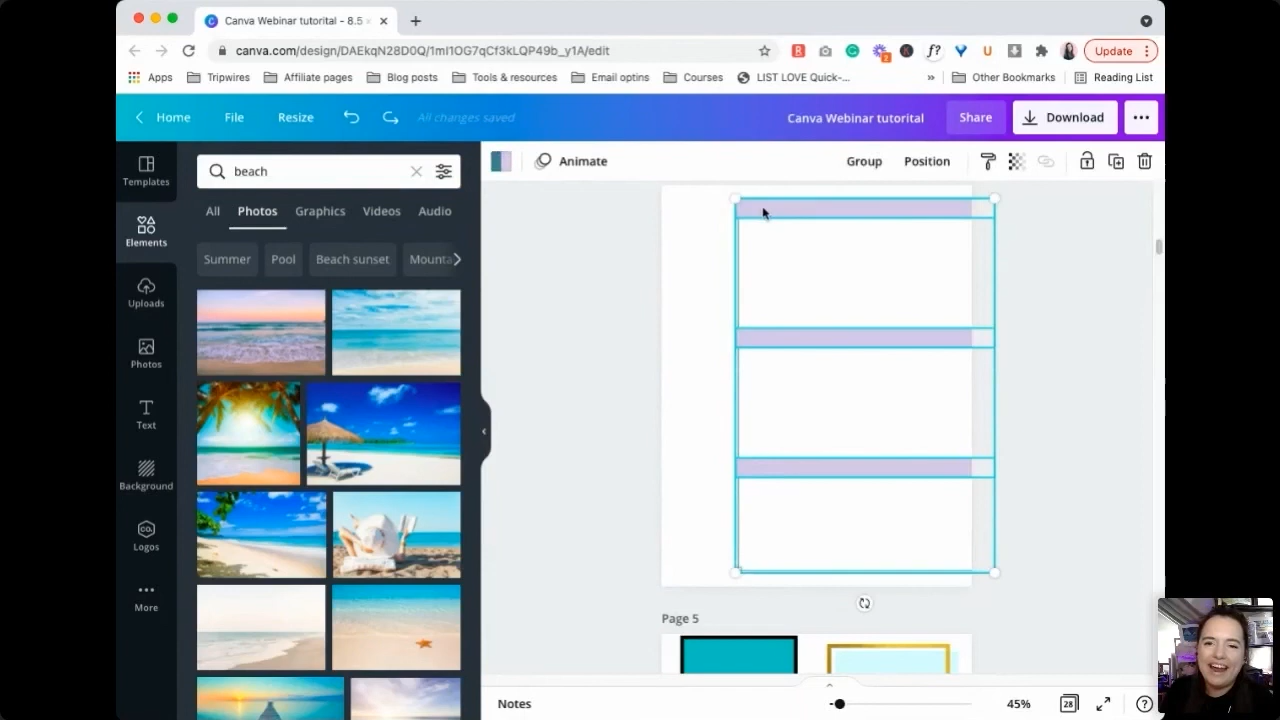 Canva Webinar tutorital - 8.5
canva.com/design/DAEkqN28D0Q/1ml1OG7qCf3kLQP49b_y1A/edit
Update
Apps Tripwires Affiliate pages Blog posts Tools & resources Email optins Courses LIST LOVE Quick-... » Other Bookmarks Reading List
Home File Resize All changes saved Canva Webinar tutorital Share Download
Templates
Elements
Uploads
Photos
Text
Background
Logos
More
beach
All Photos Graphics Videos Audio
Summer Pool Beach sunset Mounta
Animate Group Position
Page 5
Notes 45% 28